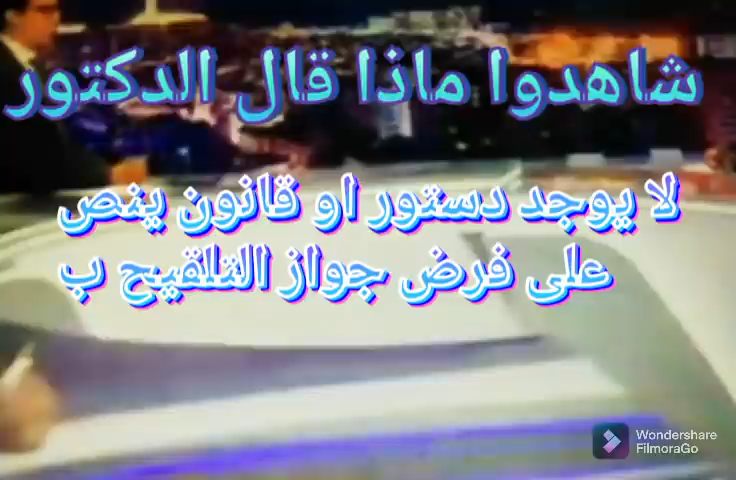 شاهدوا ماذا قال الدكتور
لا يوجد دستور او قانون ينص
على فرض جواز التلقيح ب
Wondershare
FilmoraGo